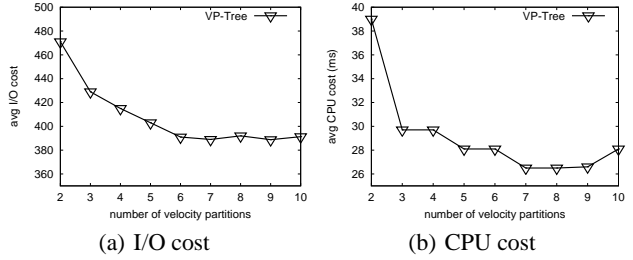 VP-Tree
500
480
460
440
420
400
380
360
avg I/O cost
2 3 4 5 6 7 8 9 10
number of velocity partitions
(a) I/O cost
VP-Tree
40
38
36
34
32
30
28
26
24
avg CPU cost (ms)
2 3 4 5 6 7 8 9 10
number of velocity partitions
(b) CPU cost